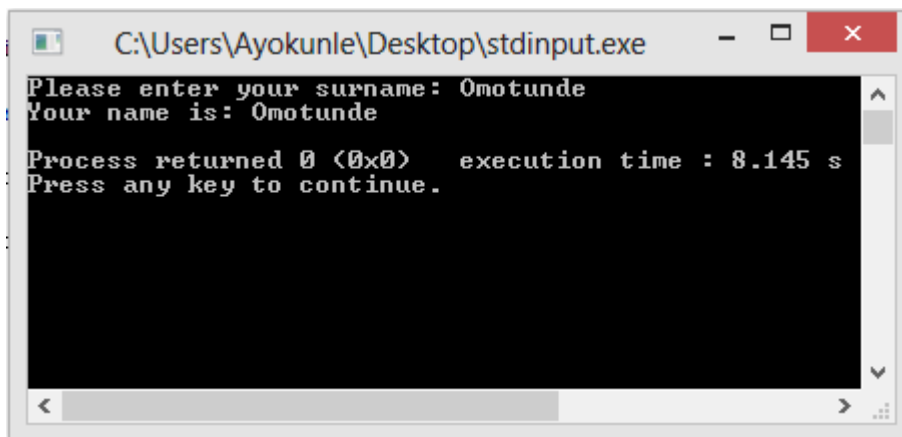 C:\Users\Ayokunle\Desktop\stdinput.exe
Please enter your surname: Omotunde
Your name is: Omotunde
Process returned 0 (0x0)   execution time : 8.145 s
Press any key to continue.